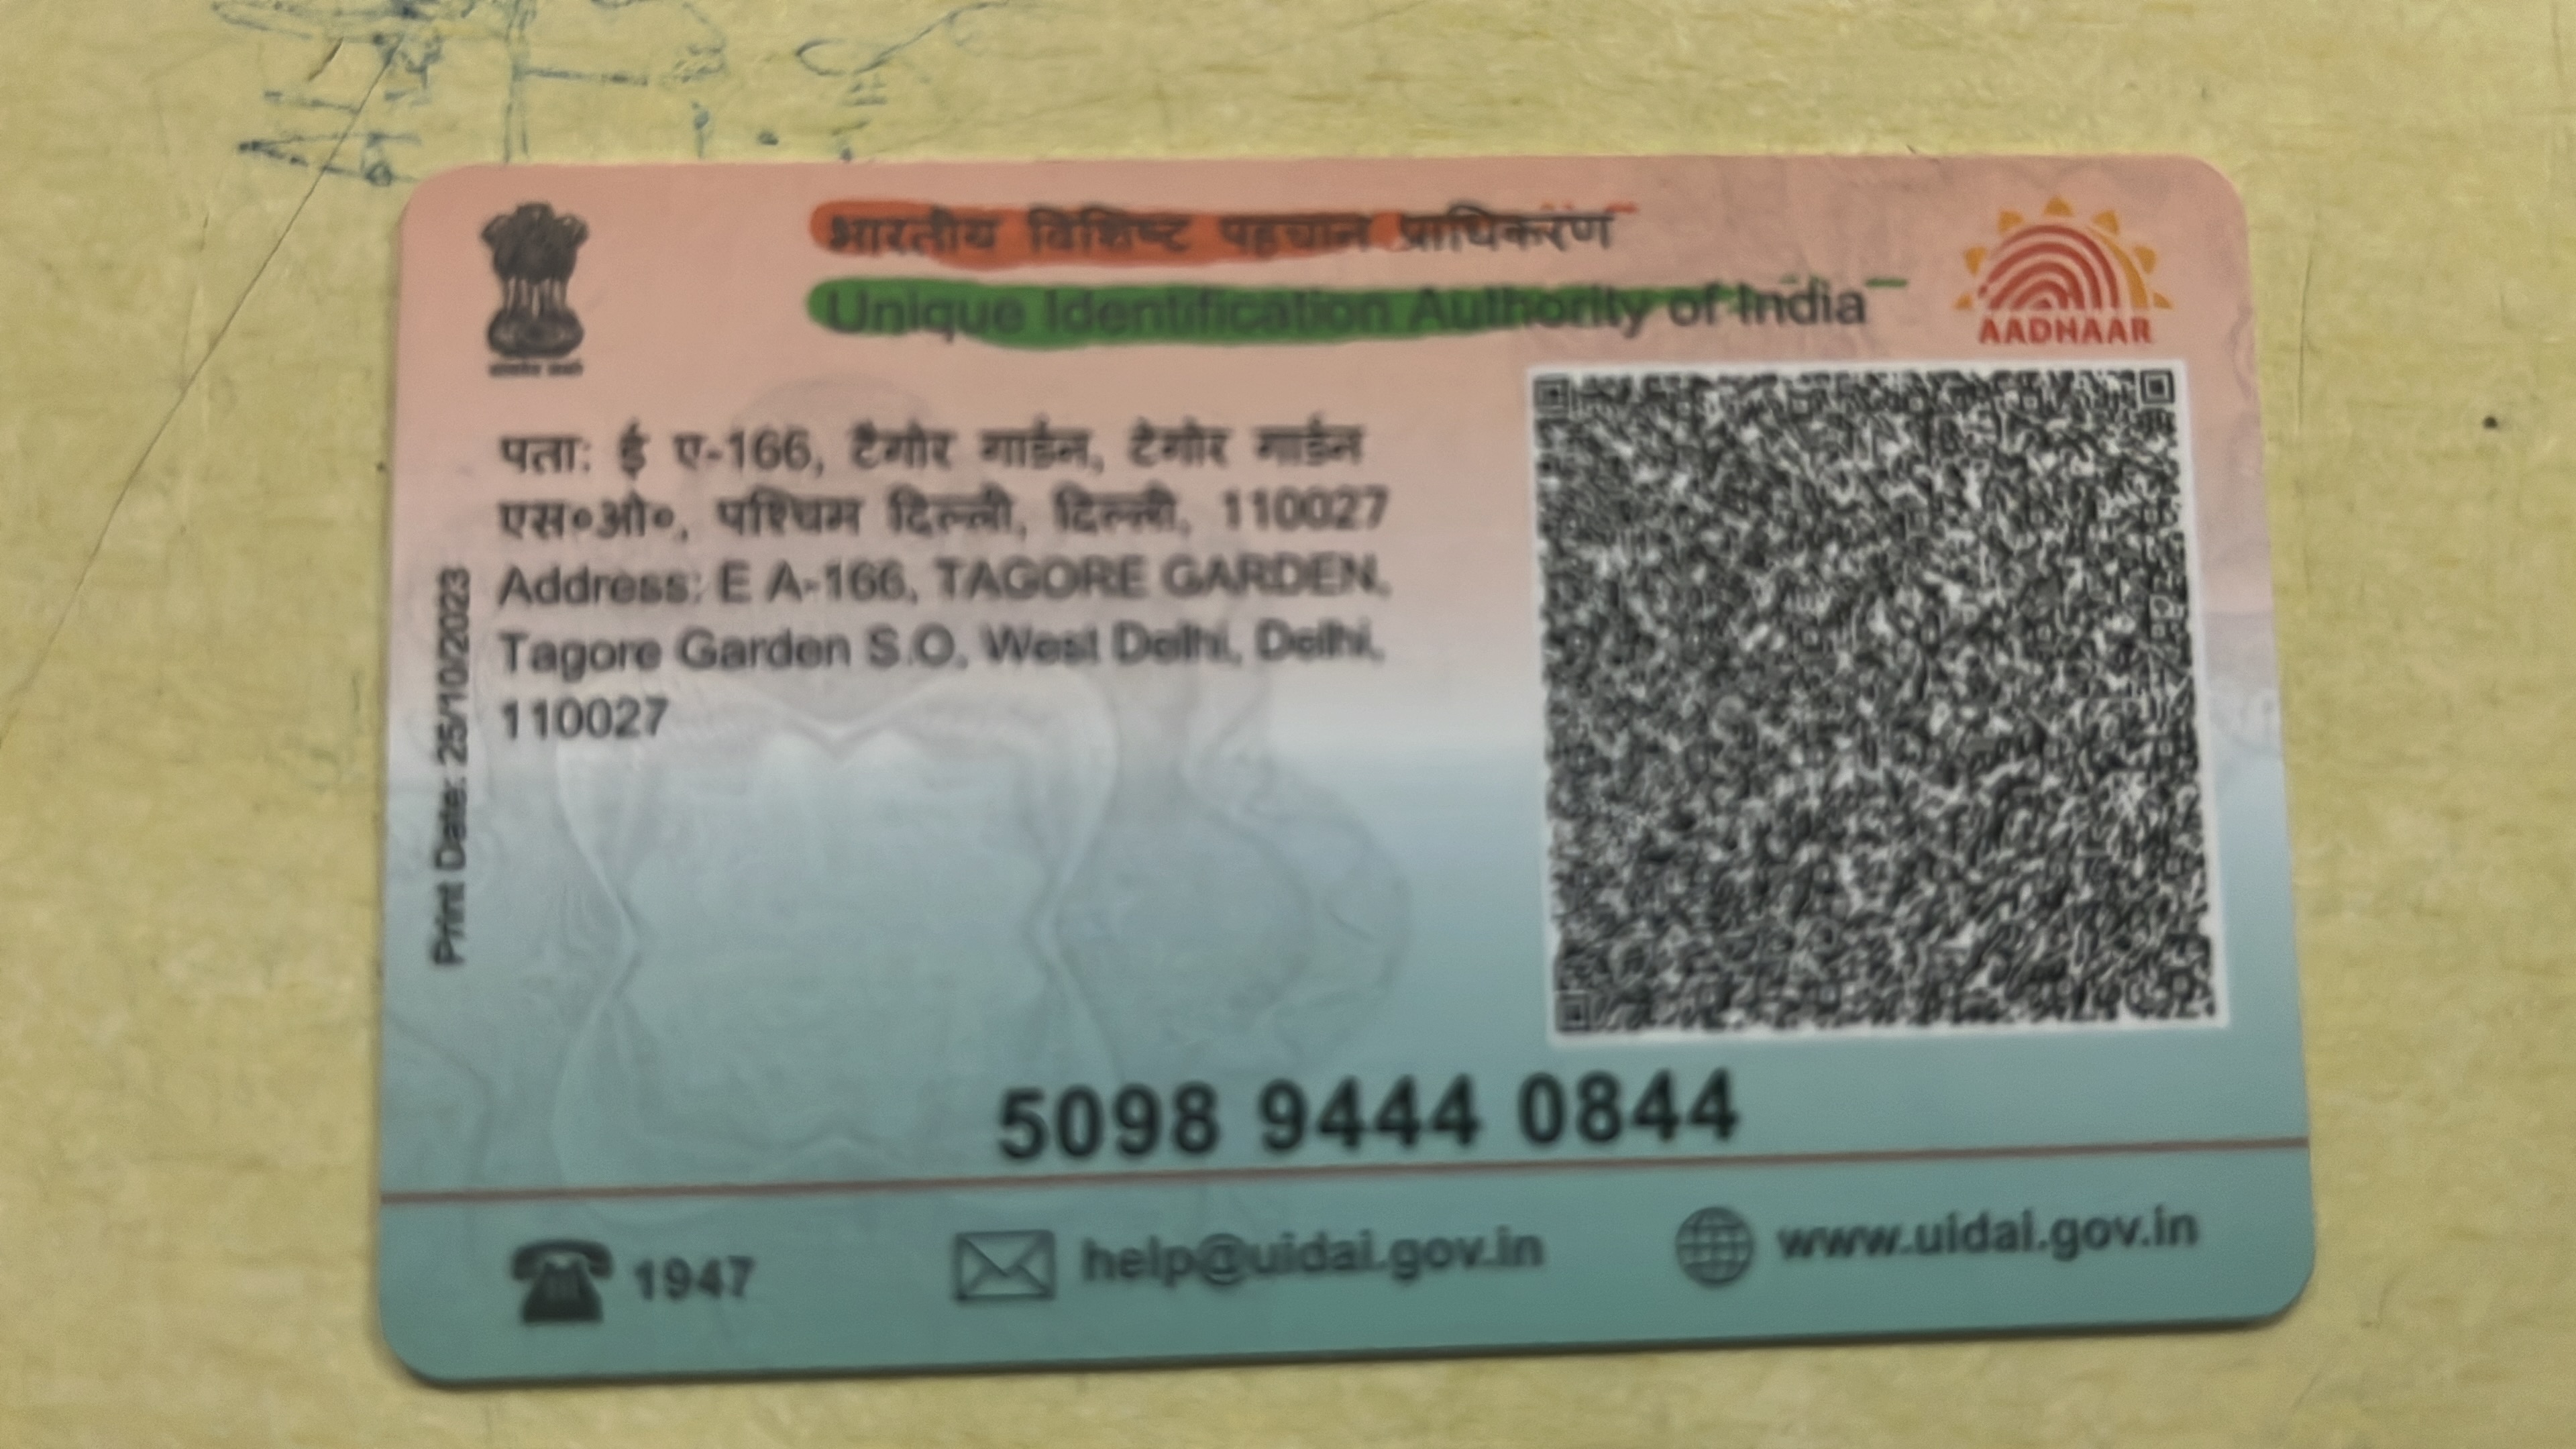 भारतीय विशिष्ट पहचान प्राधिकरण
Unique Identification Authority of India
AADHAAR
पता: ई ए-166, टैगोर गार्डन, टेगोर गार्डन
एस॰ओ॰, पश्चिम दिल्ली, दिल्ली, 110027
Address: E A-166, TAGORE GARDEN,
Tagore Garden S.O, West Delhi, Delhi,
110027
Print Date: 25/10/2023
5098 9444 0844
1947
help@uidai.gov.in
www.uidai.gov.in